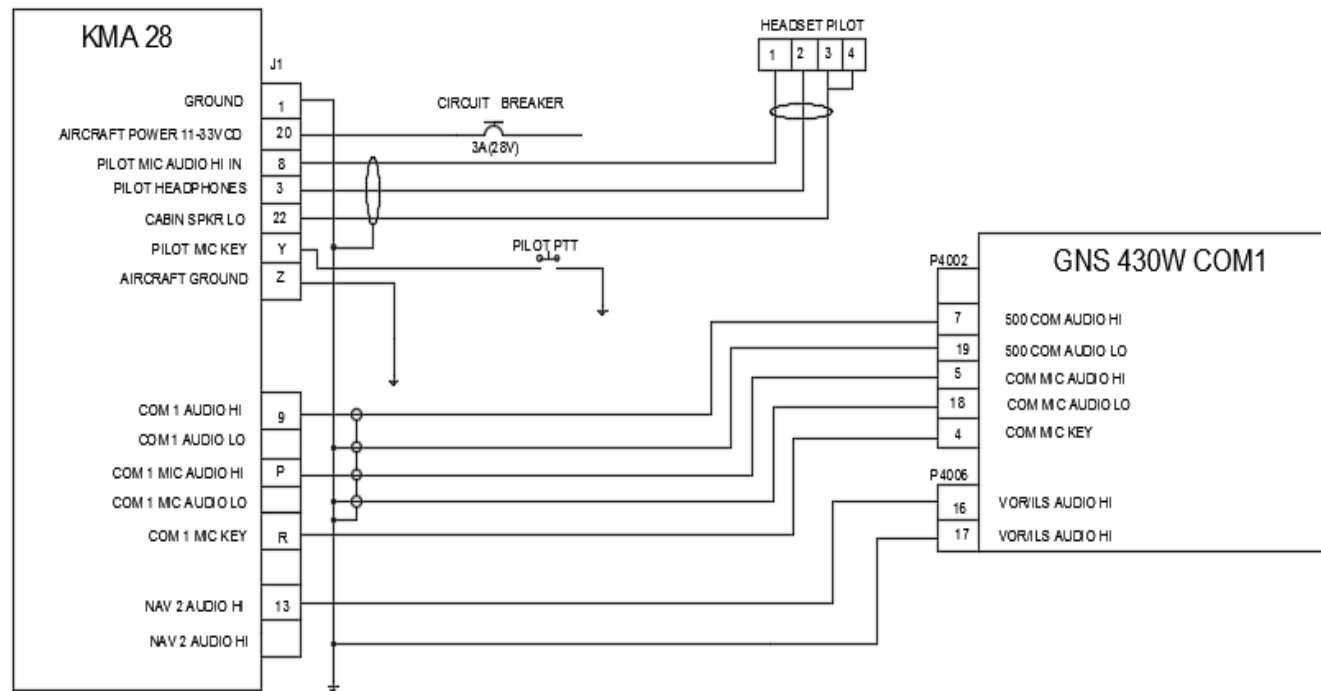 KMA 28
J1
GROUND 1
AIRCRAFT POWER 11-33VCD 20
PILOT MIC AUDIO HI IN 8
PILOT HEADPHONES 3
CABIN SPKR LO 22
PILOT MIC KEY Y
AIRCRAFT GROUND Z
COM 1 AUDIO HI 9
COM 1 AUDIO LO
COM 1 MIC AUDIO HI P
COM 1 MIC AUDIO LO
COM 1 MIC KEY R
NAV 2 AUDIO HI 13
NAV 2 AUDIO HI
CIRCUIT BREAKER
3A(28V)
HEADSET PILOT
1 2 3 4
PILOT PTT
GNS 430W COM1
P4002
7 500 COM AUDIO HI
19 500 COM AUDIO LO
5 COM MIC AUDIO HI
18 COM MIC AUDIO LO
4 COM MIC KEY
P4006
16 VOR/ILS AUDIO HI
17 VOR/ILS AUDIO HI